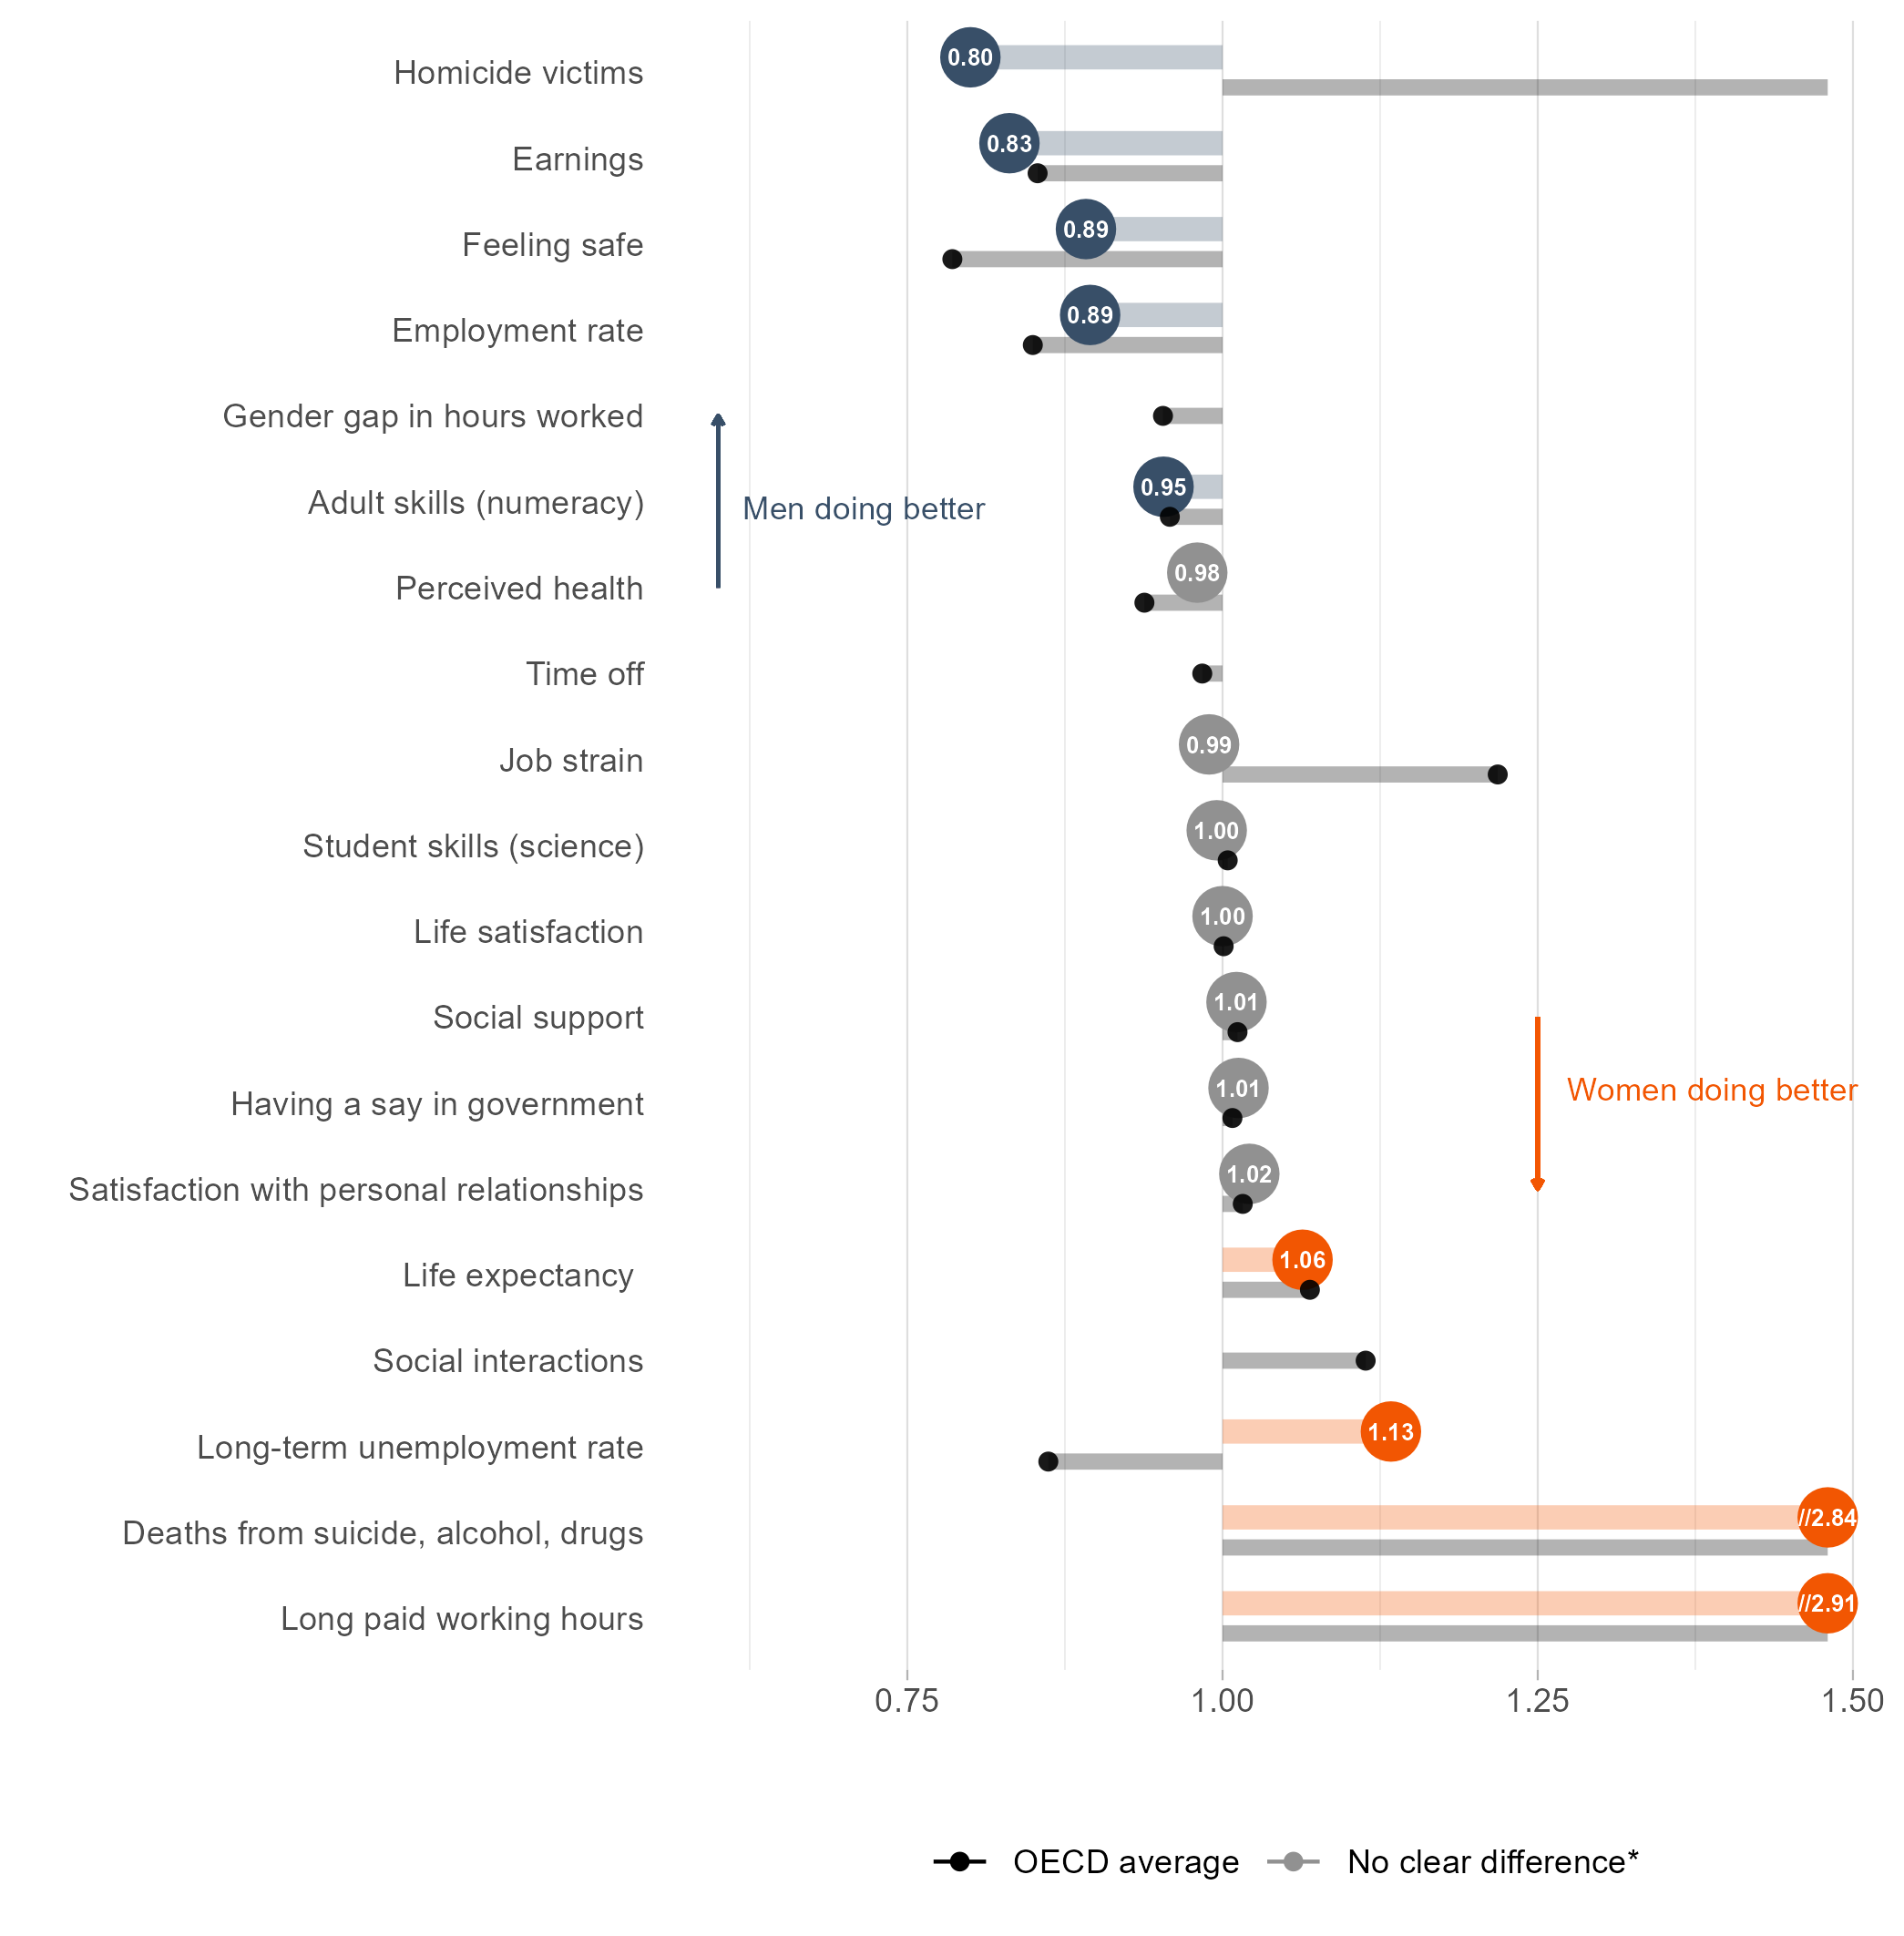 Homicide victims
0.80
Earnings
0.83
Feeling safe
0.89
Employment rate
0.89
Gender gap in hours worked
Adult skills (numeracy)
0.95
Men doing better
Perceived health
0.98
Time off
Job strain
0.99
Student skills (science)
1.00
Life satisfaction
1.00
Social support
1.01
Having a say in government
1.01
Women doing better
Satisfaction with personal relationships
1.02
Life expectancy
1.06
Social interactions
Long-term unemployment rate
1.13
Deaths from suicide, alcohol, drugs
//2.84
Long paid working hours
//2.91
0.75 1.00 1.25 1.50
OECD average No clear difference*